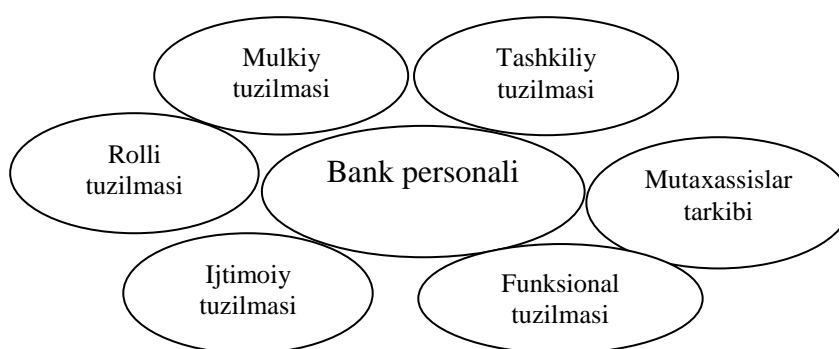 Mulkiy
tuzilmasi
Tashkiliy
tuzilmasi
Rolli
tuzilmasi
Bank personali
Mutaxassislar
tarkibi
Ijtimoiy
tuzilmasi
Funksional
tuzilmasi